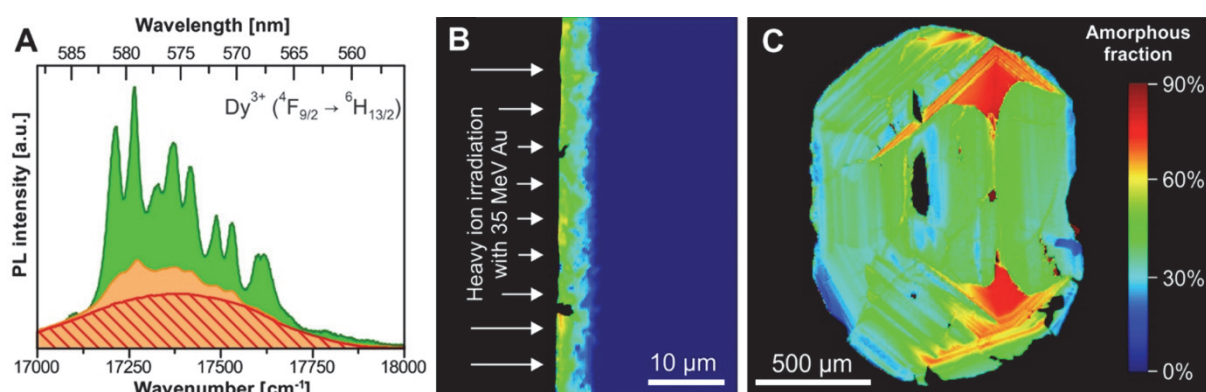 A
Wavelength [nm]
585 580 575 570 565 560
Dy3+ (4F9/2 → 6H13/2)
PL intensity [a.u.]
17000 17250 17500 17750 18000
Wavenumber [cm-1]
B
Heavy ion irradiation
with 35 MeV Au
10 µm
C
Amorphous
fraction
90%
60%
30%
0%
500 µm